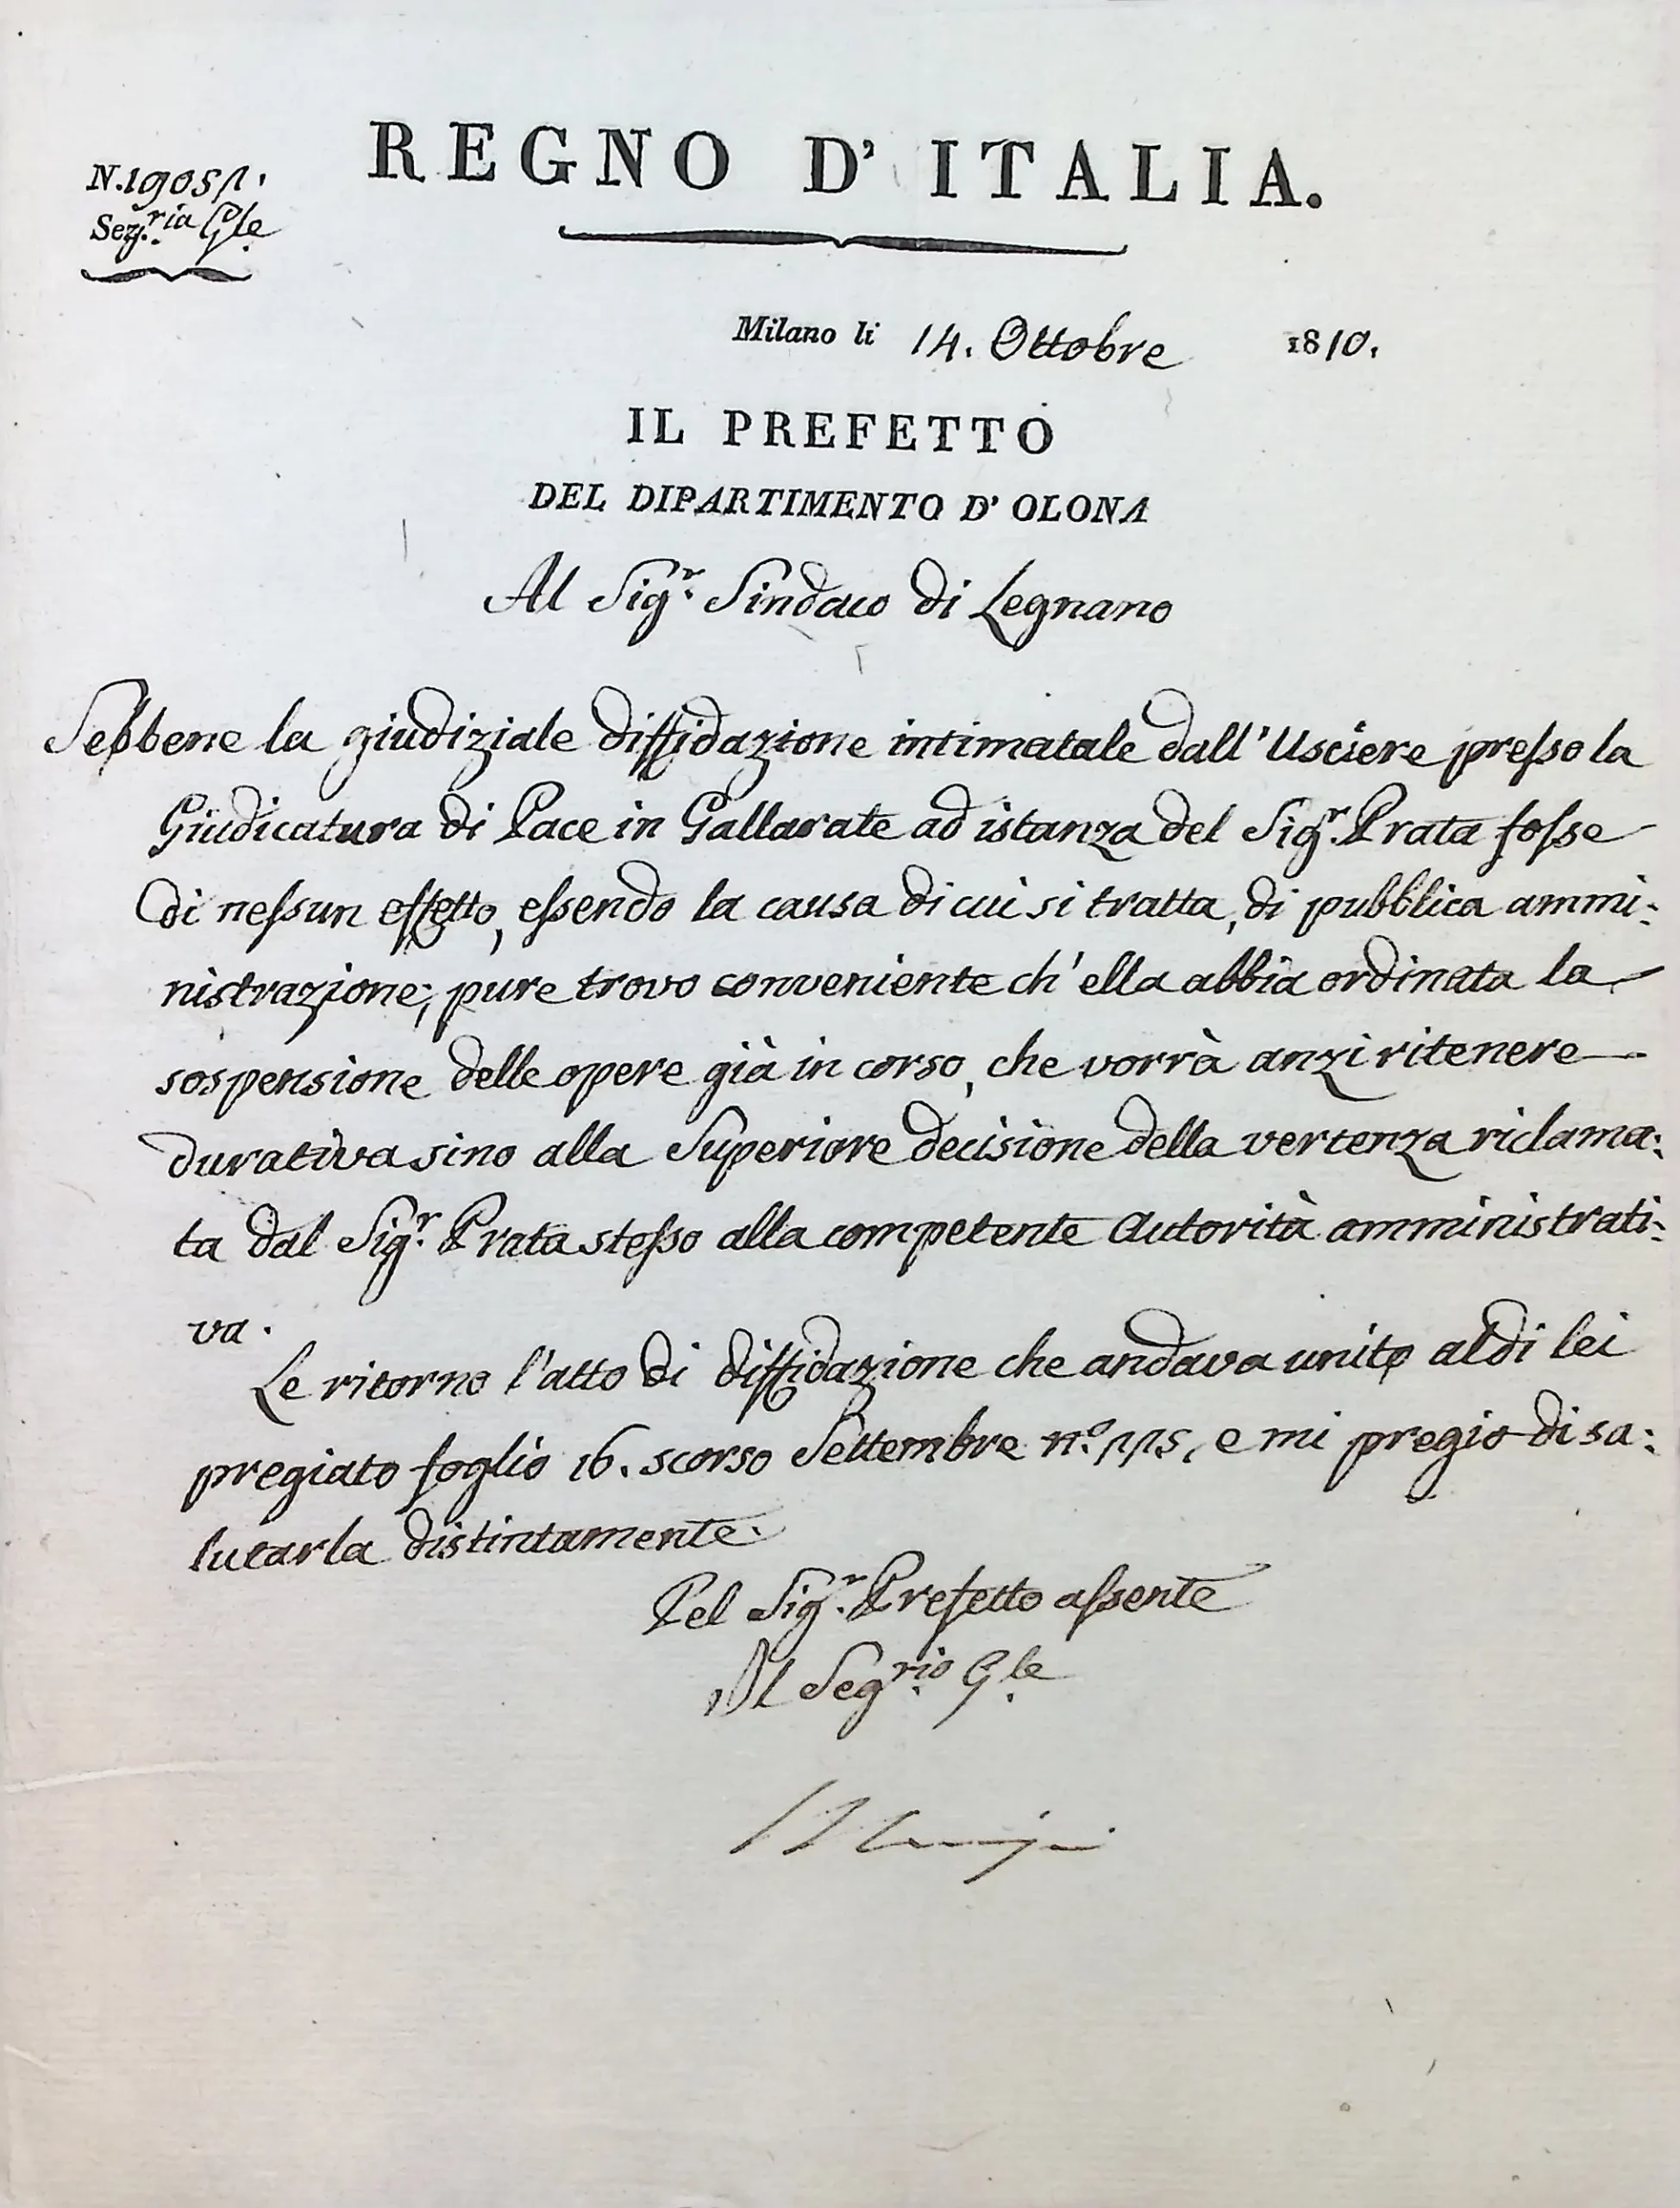 REGNO D' ITALIA.
N. 19051.
Seg.ria G.le
Milano li 14. Ottobre 1810.
IL PREFETTO
DEL DIPARTIMENTO D' OLONA
Al Sig.r Sindaco di Legnano
Sebbene la giudiziale diffidazione intimatale dall'Usciere presso la
Giudicatura di Pace in Gallarate ad istanza del Sig.r Prata fosse
di nessun effetto, essendo la causa di cui si tratta, di pubblica ammi:
nistrazione; pure trovo conveniente ch'ella abbia ordinata la
sospensione delle opere già in corso, che vorrà anzi ritenere
durativa sino alla Superiore decisione della vertenza riclama:
ta dal Sig.r Prata stesso alla competente Autorità amministrati:
va.
Le ritorno l'atto di diffidazione che andava unito al di lei
pregiato foglio 16. scorso Settembre n.o 115, e mi pregio di sa:
lutarla distintamente.
Pel Sig.r Prefetto assente
Il Seg.rio G.le